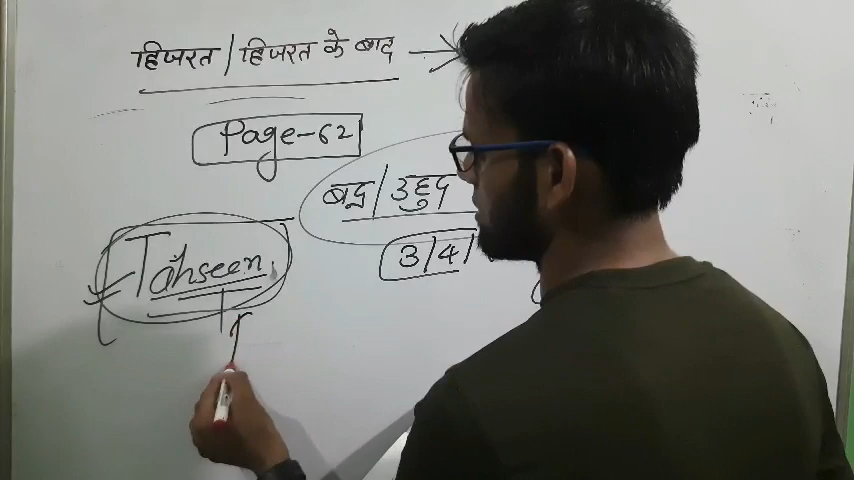 हिजरत / हिजरत के बाद →
Page-62
बद्र / उहुद
3/4/
Tahseen